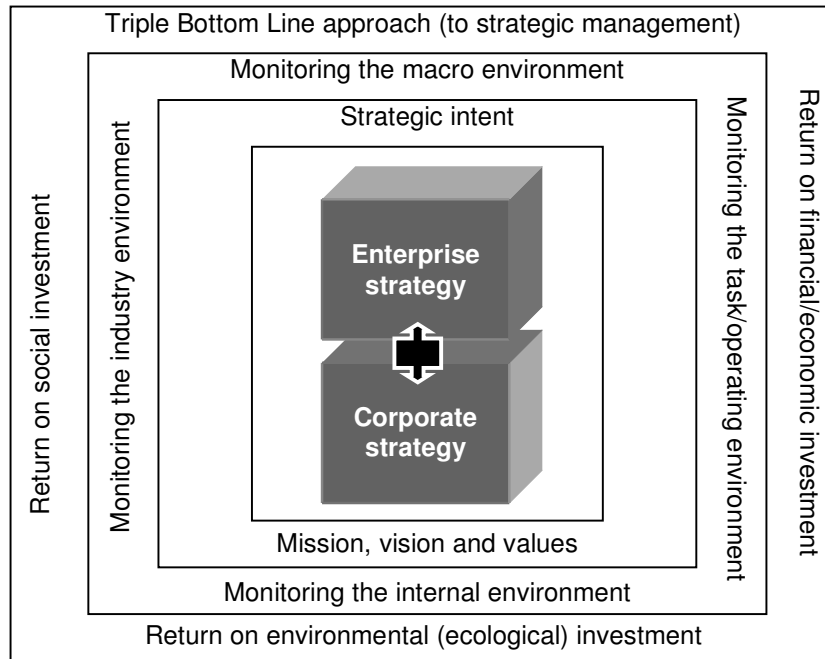 Triple Bottom Line approach (to strategic management)
Monitoring the macro environment
Strategic intent
Return on social investment
Monitoring the industry environment
Enterprise
strategy
Corporate
strategy
Monitoring the task/operating environment
Return on financial/economic investment
Mission, vision and values
Monitoring the internal environment
Return on environmental (ecological) investment